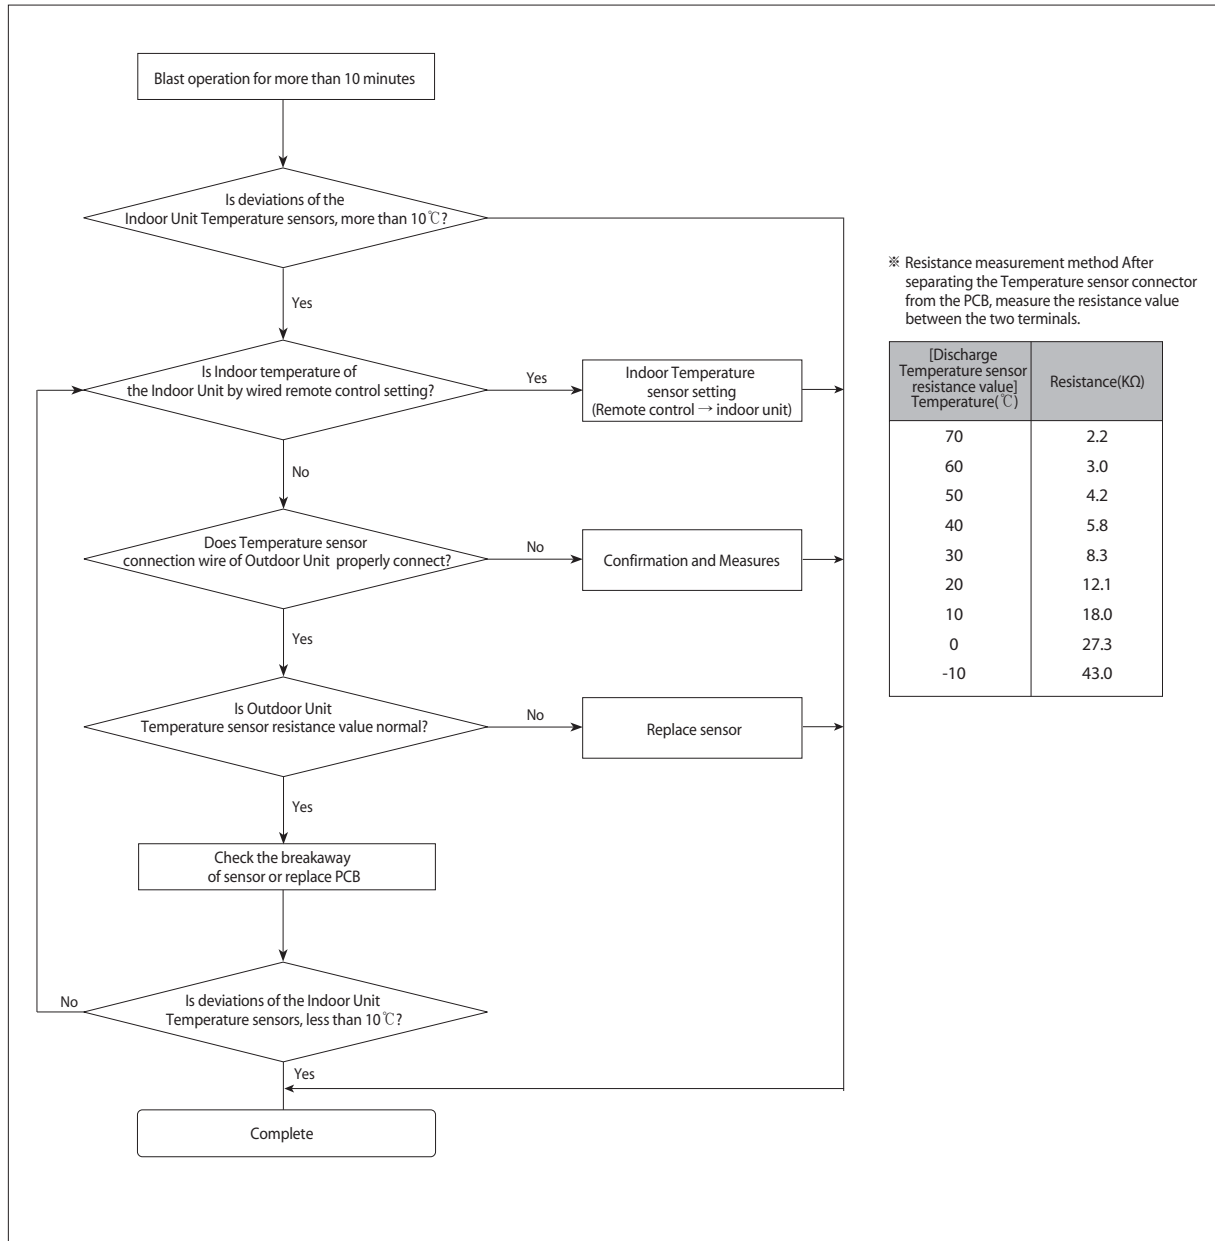 Blast operation for more than 10 minutes
Is deviations of the
Indoor Unit Temperature sensors, more than 10℃?
Yes
Is Indoor temperature of
the Indoor Unit by wired remote control setting?
Yes
Indoor Temperature
sensor setting
(Remote control → indoor unit)
No
Does Temperature sensor
connection wire of Outdoor Unit properly connect?
No
Confirmation and Measures
Yes
Is Outdoor Unit
Temperature sensor resistance value normal?
No
Replace sensor
Yes
Check the breakaway
of sensor or replace PCB
No
Is deviations of the Indoor Unit
Temperature sensors, less than 10℃?
Yes
Complete
※ Resistance measurement method After
separating the Temperature sensor connector
from the PCB, measure the resistance value
between the two terminals.
[Discharge
Temperature sensor
resistance value]
Temperature(℃)
Resistance(KΩ)
70 2.2
60 3.0
50 4.2
40 5.8
30 8.3
20 12.1
10 18.0
0 27.3
-10 43.0